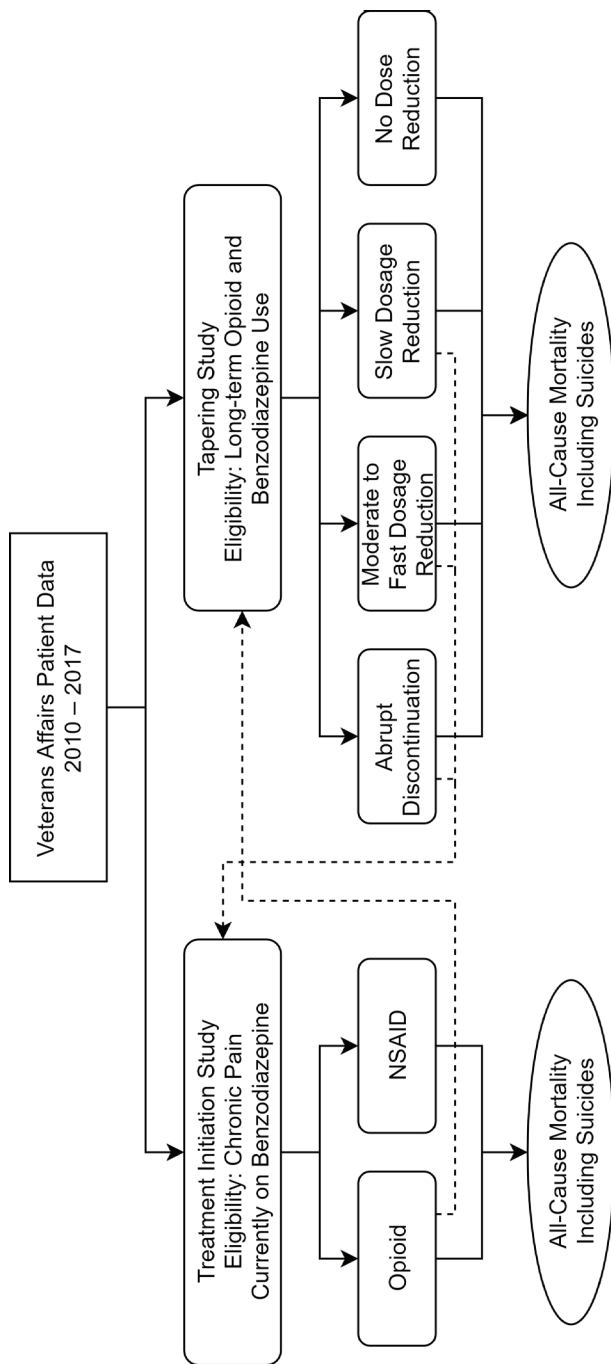 Veterans Affairs Patient Data
2010 – 2017
Treatment Initiation Study
Eligibility: Chronic Pain
Currently on Benzodiazepine
Tapering Study
Eligibility: Long-term Opioid and
Benzodiazepine Use
Opioid
NSAID
Abrupt
Discontinuation
Moderate to
Fast Dosage
Reduction
Slow Dosage
Reduction
No Dose
Reduction
All-Cause Mortality
Including Suicides
All-Cause Mortality
Including Suicides